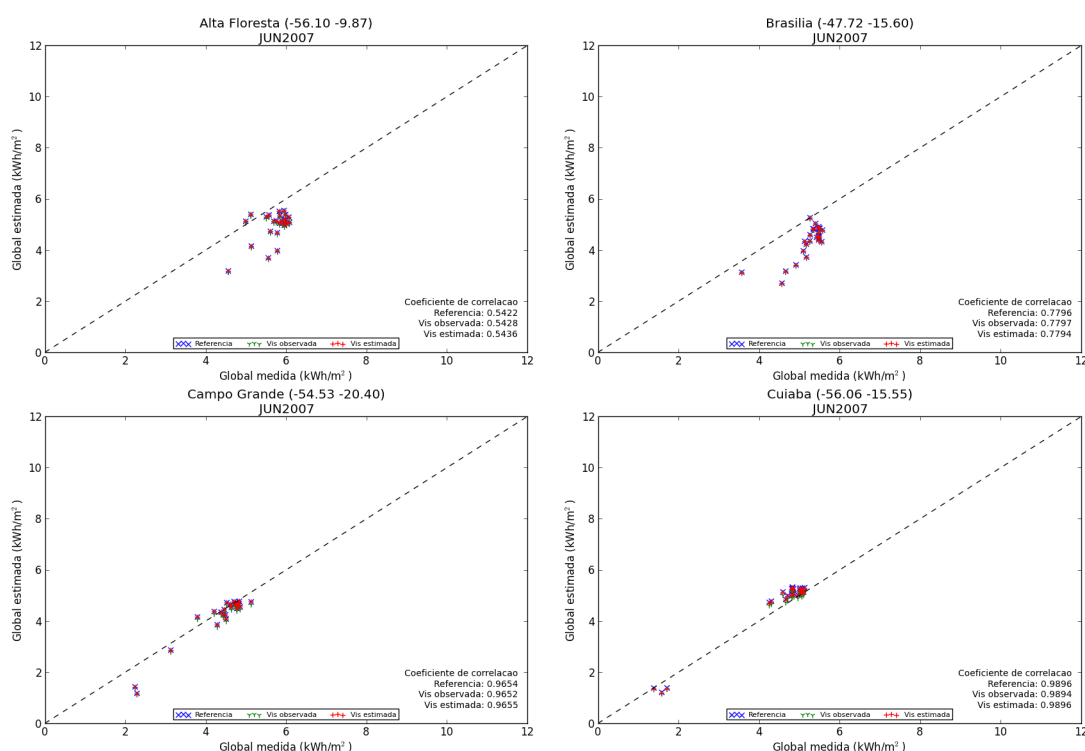 Alta Floresta (-56.10 -9.87)
JUN2007
12
10
8
6
4
2
0
Global estimada (kWh/m² )
Coeficiente de correlacao
Referencia: 0.5422
Vis observada: 0.5428
Vis estimada: 0.5436
Referencia Vis observada Vis estimada
0 2 4 6 8 10 12
Global medida (kWh/m² )
Brasilia (-47.72 -15.60)
JUN2007
12
10
8
6
4
2
0
Global estimada (kWh/m² )
Coeficiente de correlacao
Referencia: 0.7796
Vis observada: 0.7797
Vis estimada: 0.7794
Referencia Vis observada Vis estimada
0 2 4 6 8 10 12
Global medida (kWh/m² )
Campo Grande (-54.53 -20.40)
JUN2007
12
10
8
6
4
2
0
Global estimada (kWh/m² )
Coeficiente de correlacao
Referencia: 0.9654
Vis observada: 0.9652
Vis estimada: 0.9655
Referencia Vis observada Vis estimada
0 2 4 6 8 10 12
Global medida (kWh/m² )
Cuiaba (-56.06 -15.55)
JUN2007
12
10
8
6
4
2
0
Global estimada (kWh/m² )
Coeficiente de correlacao
Referencia: 0.9896
Vis observada: 0.9894
Vis estimada: 0.9896
Referencia Vis observada Vis estimada
0 2 4 6 8 10 12
Global medida (kWh/m² )